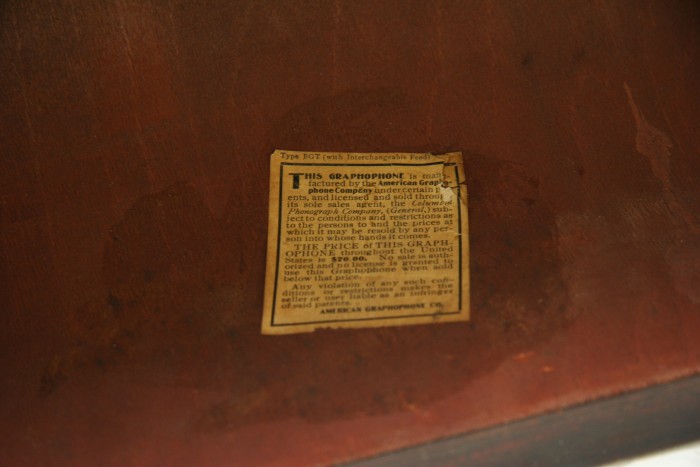 Type BGT (with Interchangeable Feed)
THIS GRAPHOPHONE is manu-
factured by the American Grapho-
phone Company under certain
ents, and licensed and sold through
its sole sales agent, the Columbia
Phonograph Company, (General,) sub-
ject to conditions and restrictions as
to the persons to and the prices at
which it may be resold by any per-
son into whose hands it comes.
THE PRICE of THIS GRAPH-
OPHONE throughout the United
States is $70.00. No sale is auth-
orized and no license is granted to
use this Graphophone when sold
below that price.
Any violation of any such con-
ditions or restrictions makes the
seller or user liable as an infringer
of said patents.
AMERICAN GRAPHOPHONE CO.